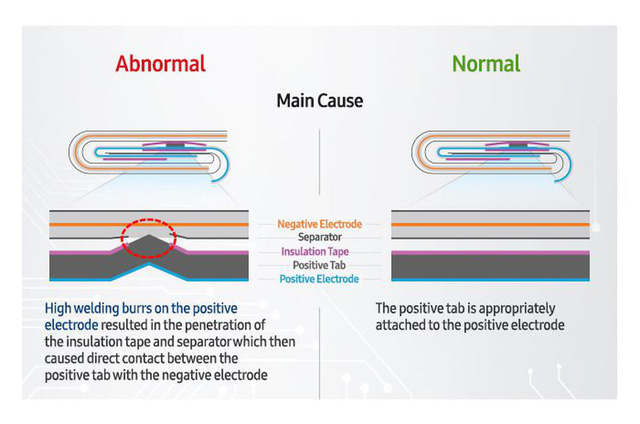 Abnormal
Normal
Main Cause
Negative Electrode
Separator
Insulation Tape
Positive Tab
Positive Electrode
High welding burrs on the positive
electrode resulted in the penetration of
the insulation tape and separator which then
caused direct contact between the
positive tab with the negative electrode
The positive tab is appropriately
attached to the positive electrode